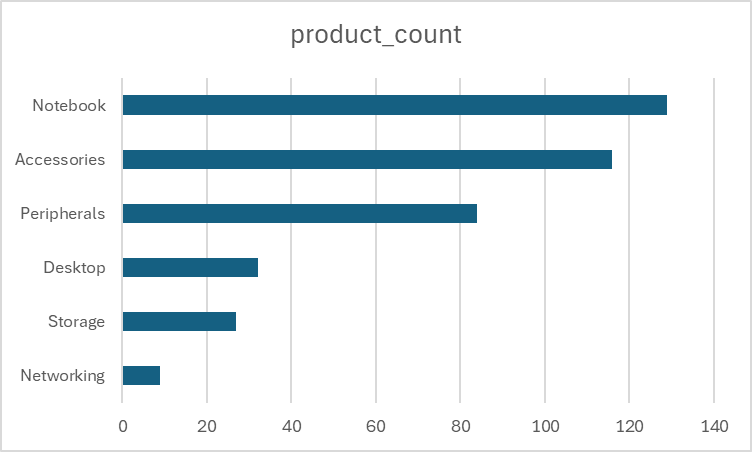 product_count
Notebook
Accessories
Peripherals
Desktop
Storage
Networking
0 20 40 60 80 100 120 140